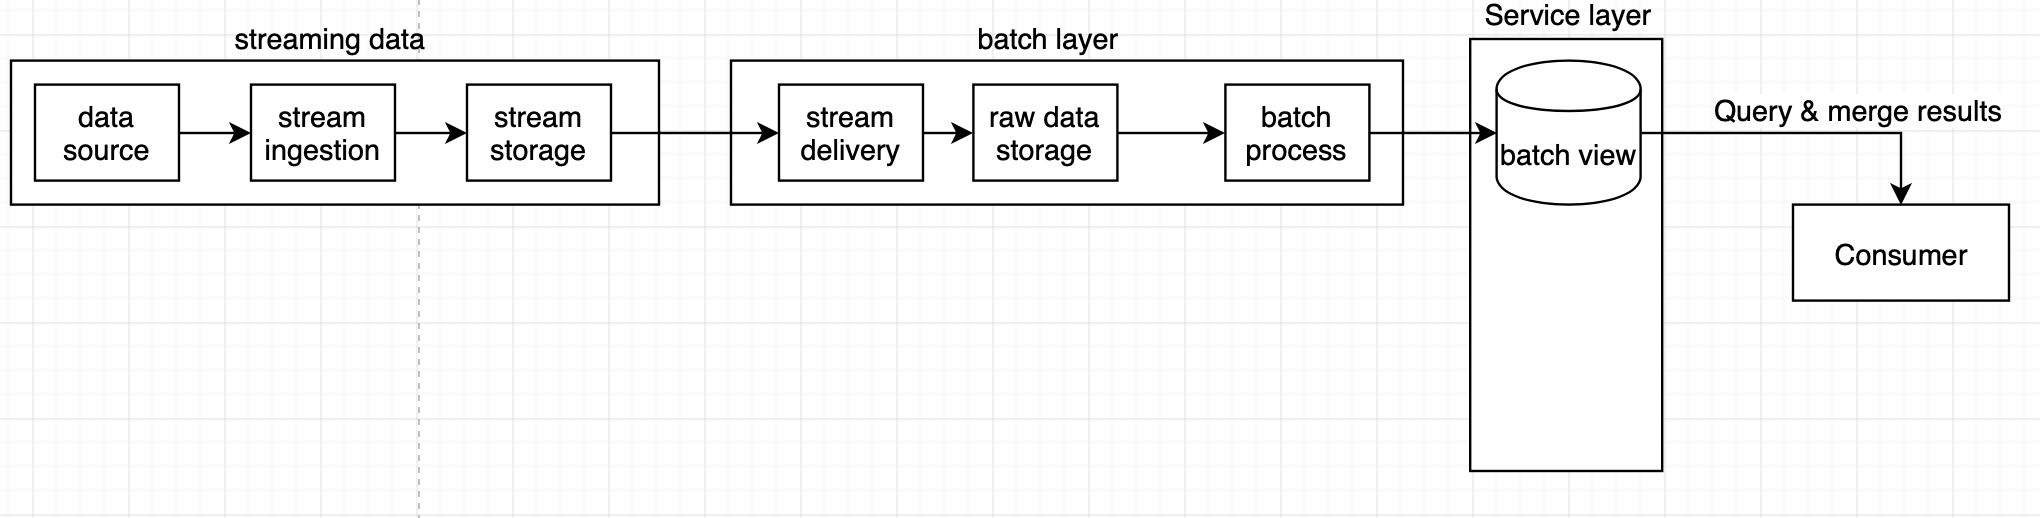 streaming data
batch layer
Service layer
data
source
stream
ingestion
stream
storage
stream
delivery
raw data
storage
batch
process
batch view
Query & merge results
Consumer